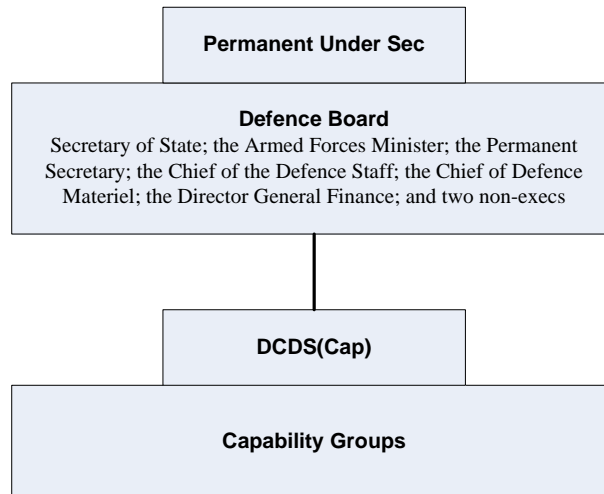 Permanent Under Sec
Defence Board
Secretary of State; the Armed Forces Minister; the Permanent
Secretary; the Chief of the Defence Staff; the Chief of Defence
Materiel; the Director General Finance; and two non-execs
DCDS(Cap)
Capability Groups